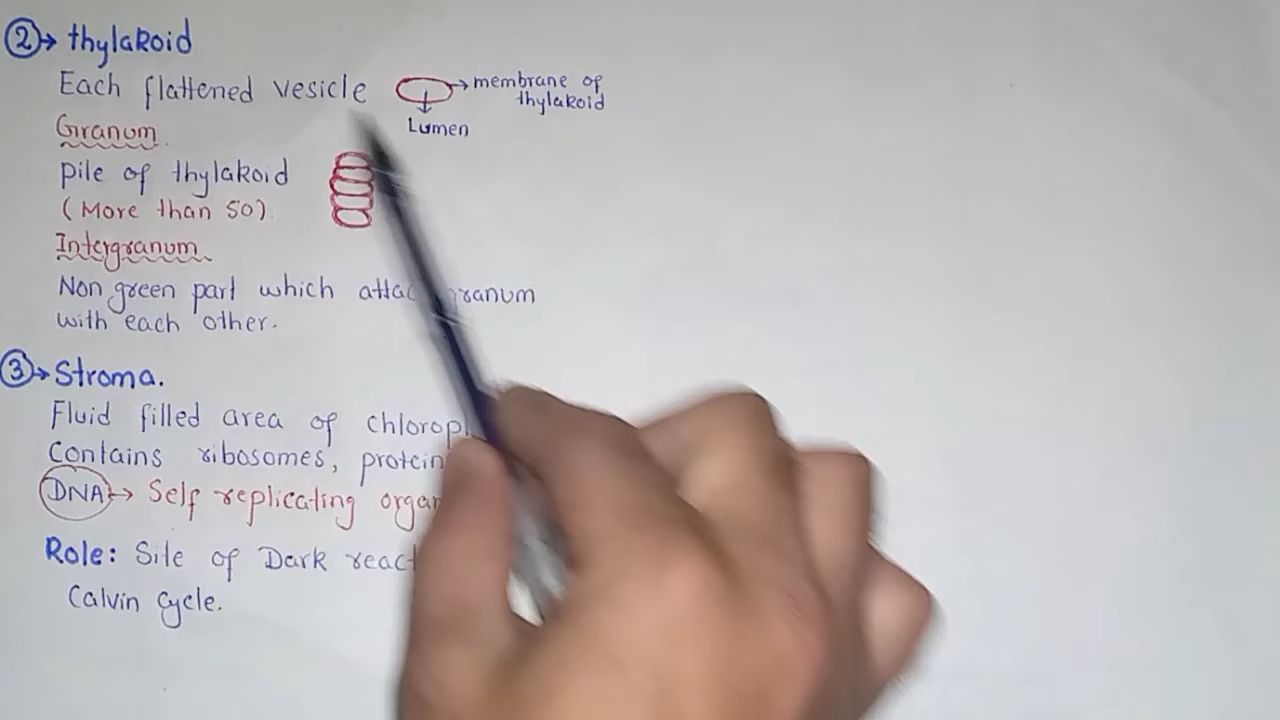 ② → thylakoid
Each flattened vesicle
→ membrane of
thylakoid
Lumen
Granum
pile of thylakoid
(More than 50)
Intergranum
Non green part which granum
with each other.
③ → Stroma.
Fluid filled area of
Contains ribosomes,
DNA → Self replicating
Role: Site of Dark
Calvin Cycle.